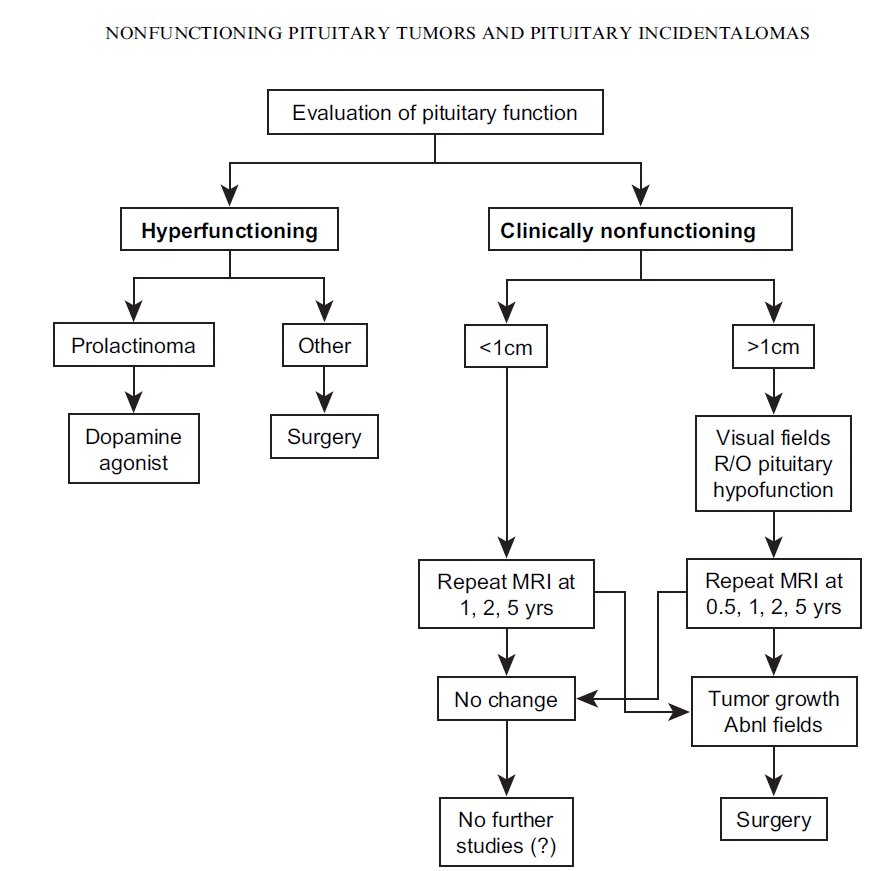 NONFUNCTIONING PITUITARY TUMORS AND PITUITARY INCIDENTALOMAS
Evaluation of pituitary function
Hyperfunctioning
Clinically nonfunctioning
Prolactinoma
Other
<1cm
>1cm
Dopamine
agonist
Surgery
Visual fields
R/O pituitary
hypofunction
Repeat MRI at
1, 2, 5 yrs
Repeat MRI at
0.5, 1, 2, 5 yrs
No change
Tumor growth
Abnl fields
No further
studies (?)
Surgery